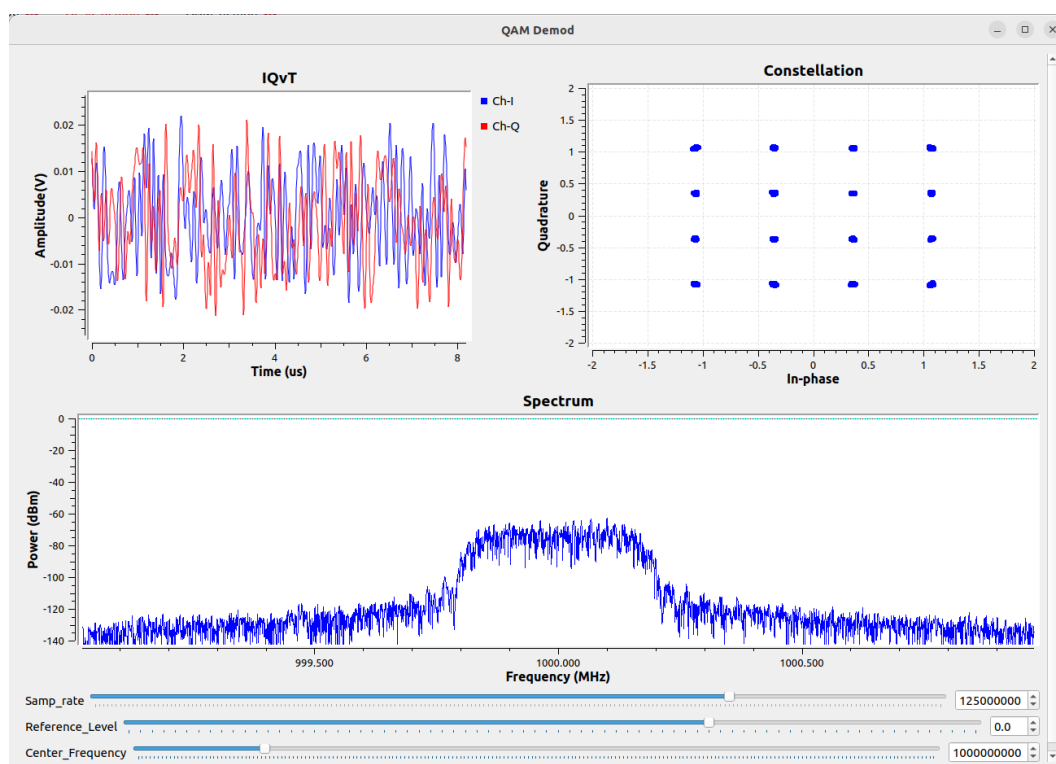 QAM Demod
IQvT
Ch-I
Ch-Q
Amplitude(V)
0.02
0.01
0
-0.01
-0.02
0 2 4 6 8
Time (us)
Constellation
Quadrature
2
1.5
1
0.5
0
-0.5
-1
-1.5
-2
-2 -1.5 -1 -0.5 0 0.5 1 1.5 2
In-phase
Spectrum
Power (dBm)
0
-20
-40
-60
-80
-100
-120
-140
999.500 1000.000 1000.500
Frequency (MHz)
Samp_rate 125000000
Reference_Level 0.0
Center_Frequency 1000000000